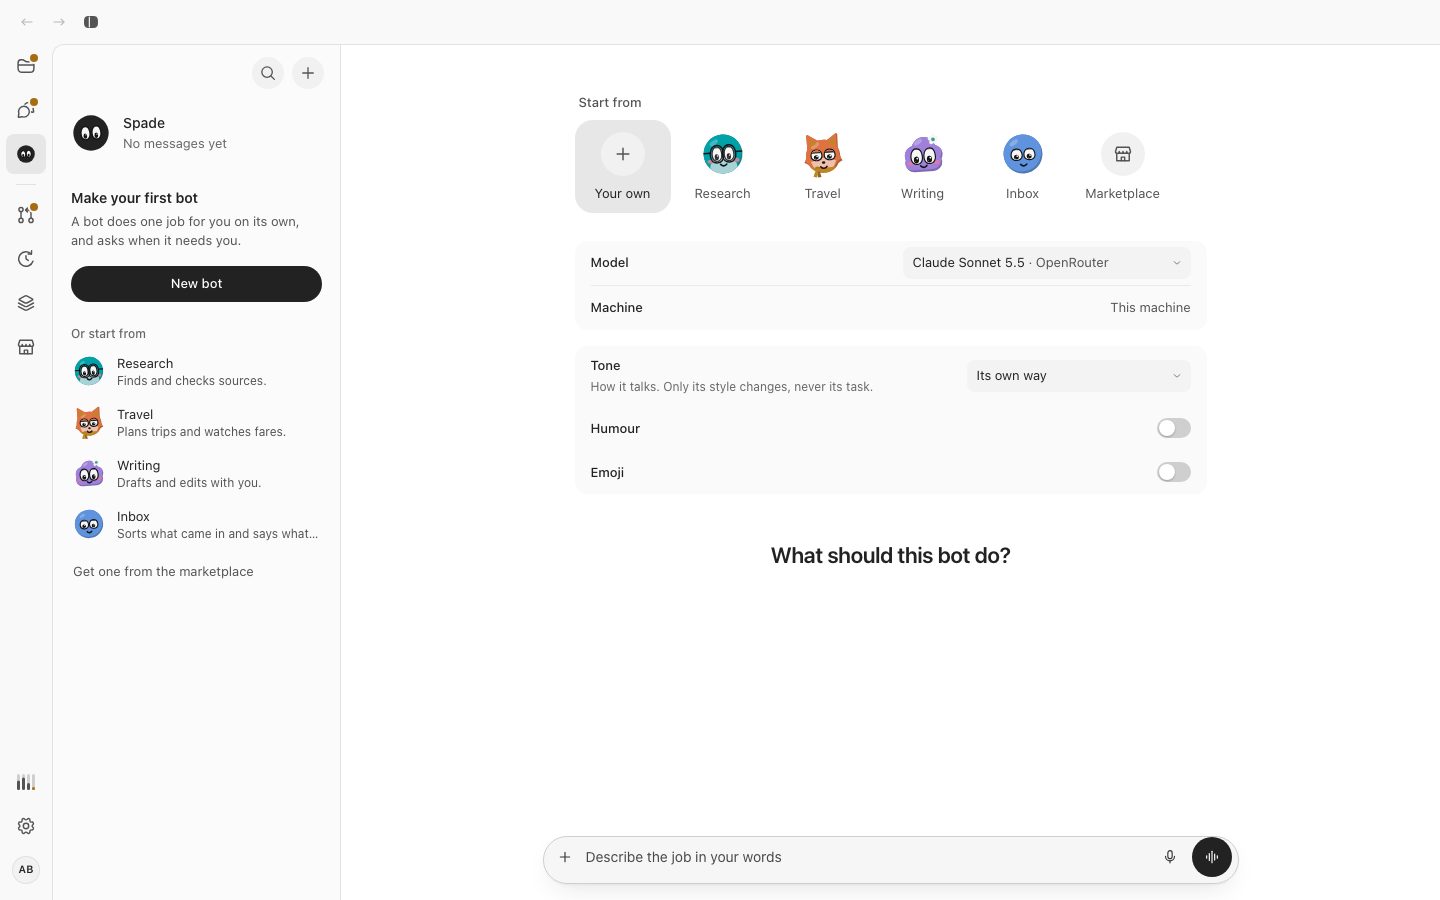 Spade
No messages yet
Make your first bot
A bot does one job for you on its own,
and asks when it needs you.
New bot
Or start from
Research
Finds and checks sources.
Travel
Plans trips and watches fares.
Writing
Drafts and edits with you.
Inbox
Sorts what came in and says what...
Get one from the marketplace
AB
Start from
Your own
Research
Travel
Writing
Inbox
Marketplace
Model
Claude Sonnet 5.5 · OpenRouter
Machine
This machine
Tone
How it talks. Only its style changes, never its task.
Its own way
Humour
Emoji
What should this bot do?
Describe the job in your words